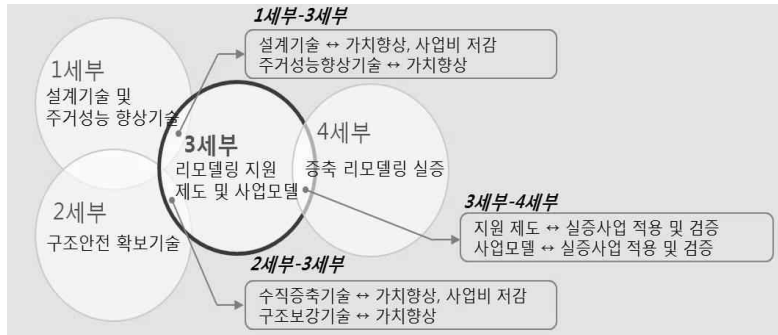 1세부-3세부
설계기술 ↔ 가치향상, 사업비 저감
주거성능향상기술 ↔ 가치향상
1세부
설계기술 및
주거성능 향상기술
3세부
리모델링 지원
제도 및 사업모델
4세부
증축 리모델링 실증
2세부
구조안전 확보기술
3세부-4세부
지원 제도 ↔ 실증사업 적용 및 검증
사업모델 ↔ 실증사업 적용 및 검증
2세부-3세부
수직증축기술 ↔ 가치향상, 사업비 저감
구조보강기술 ↔ 가치향상